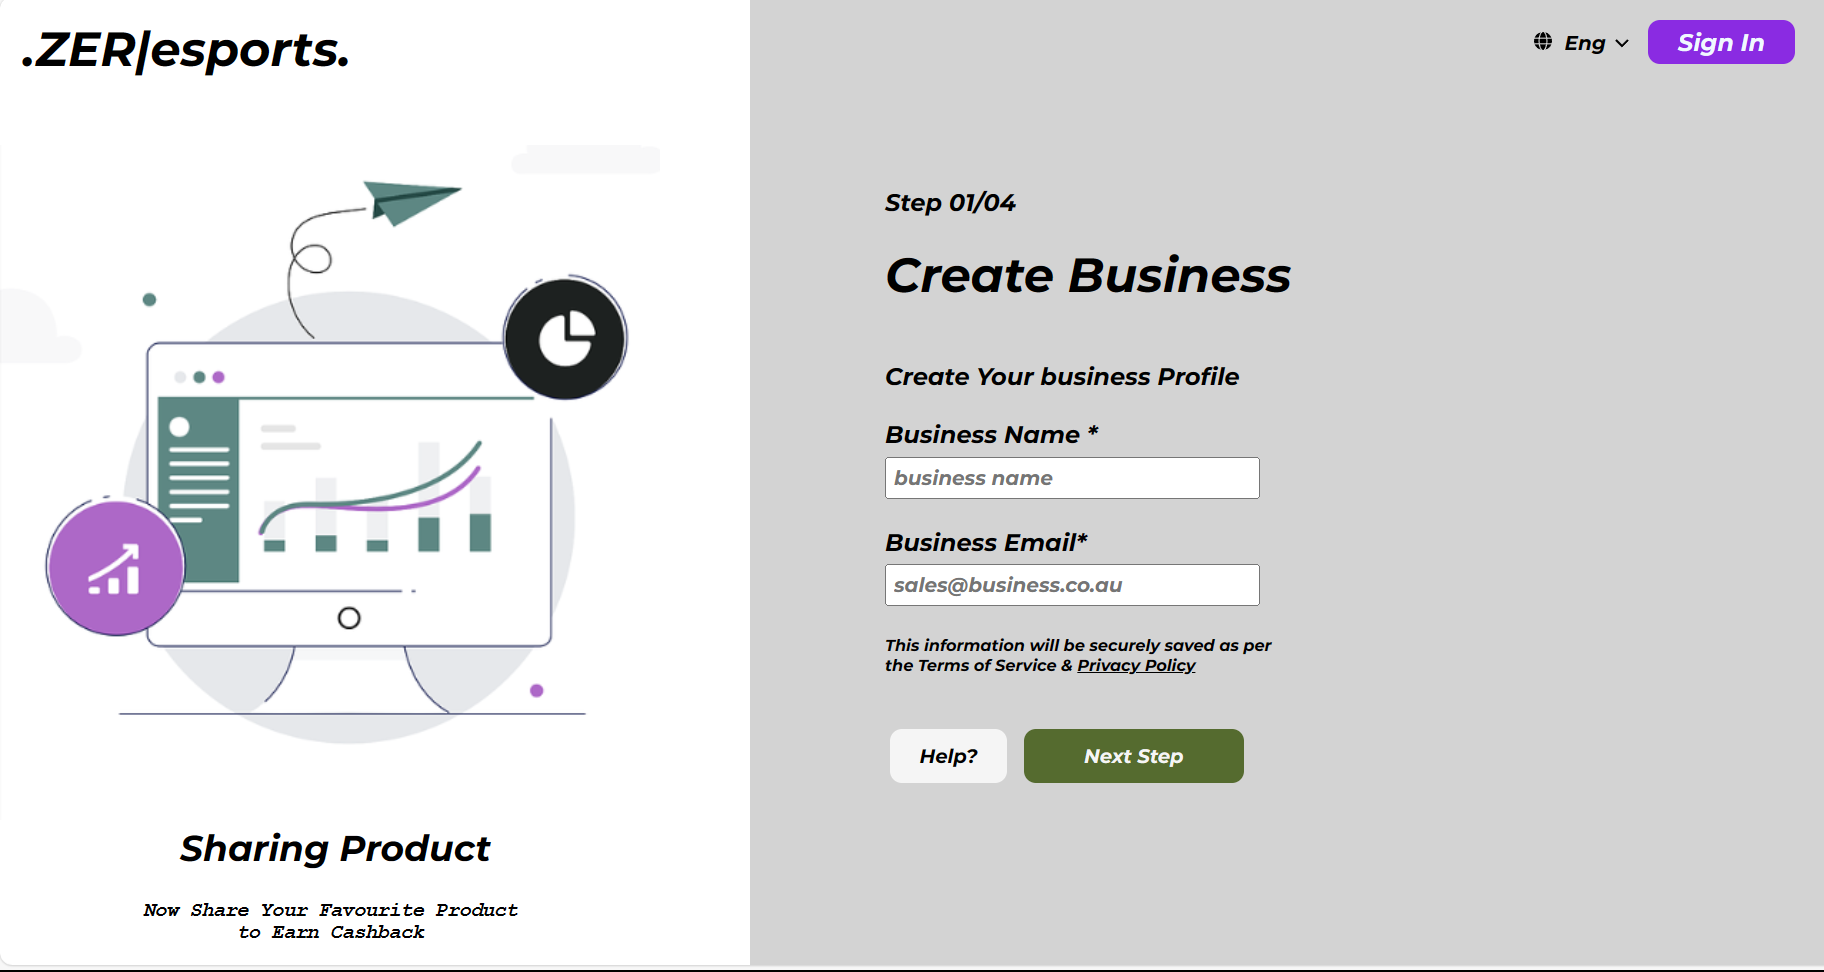 .ZER|esports.
Eng
Sign In
Step 01/04
Create Business
Create Your business Profile
Business Name *
business name
Business Email*
sales@business.co.au
This information will be securely saved as per
the Terms of Service & Privacy Policy
Help?
Next Step
Sharing Product
Now Share Your Favourite Product
to Earn Cashback